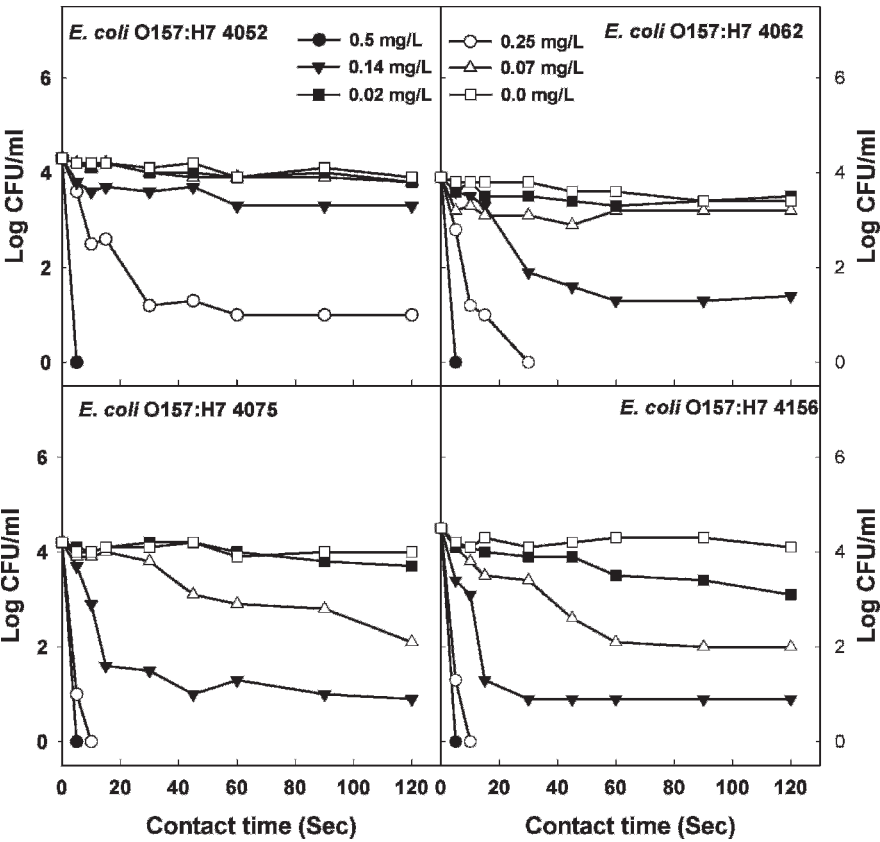 E. coli O157:H7 4052
E. coli O157:H7 4062
0.5 mg/L
0.25 mg/L
0.14 mg/L
0.07 mg/L
0.02 mg/L
0.0 mg/L
Log CFU/ml
6
4
2
0
6
4
2
0
Log CFU/ml
E. coli O157:H7 4075
E. coli O157:H7 4156
Log CFU/ml
6
4
2
0
6
4
2
0
Log CFU/ml
0 20 40 60 80 100 120 0 20 40 60 80 100 120
Contact time (Sec) Contact time (Sec)